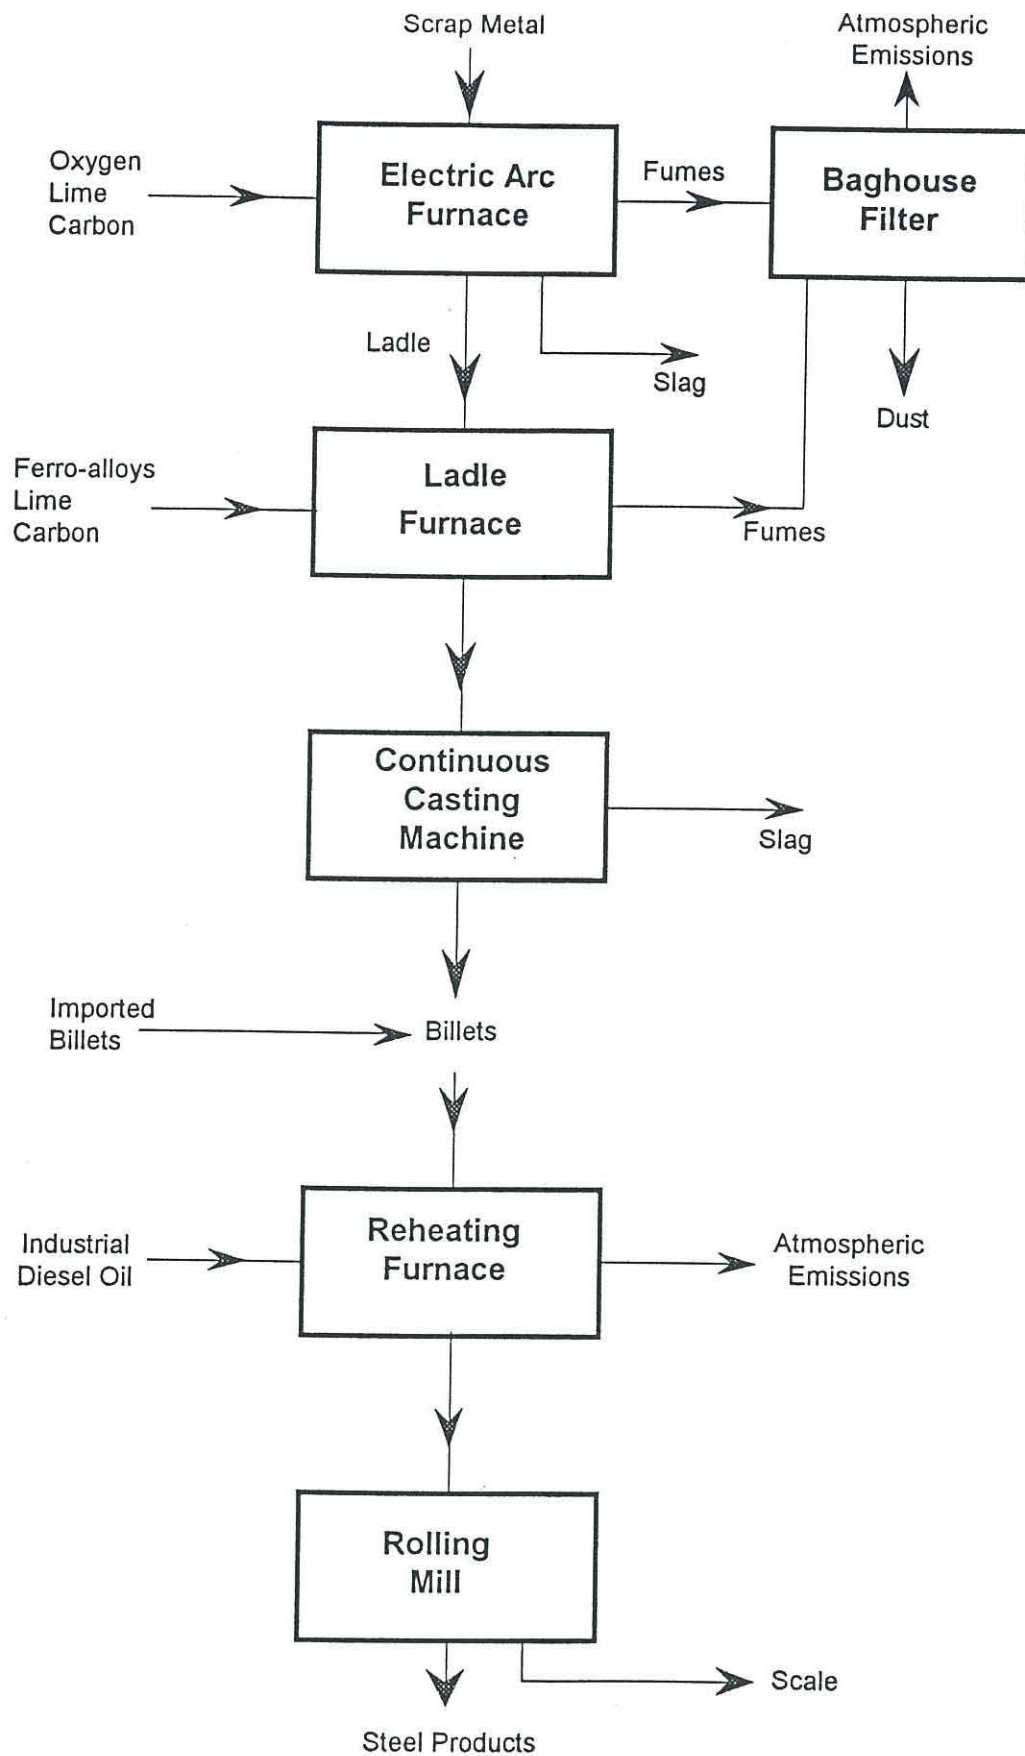 Scrap Metal
Atmospheric
Emissions
Oxygen
Lime
Carbon
Electric Arc
Furnace
Fumes
Baghouse
Filter
Ladle
Slag
Dust
Ferro-alloys
Lime
Carbon
Ladle
Furnace
Fumes
Continuous
Casting
Machine
Slag
Imported
Billets
Billets
Industrial
Diesel Oil
Reheating
Furnace
Atmospheric
Emissions
Rolling
Mill
Scale
Steel Products